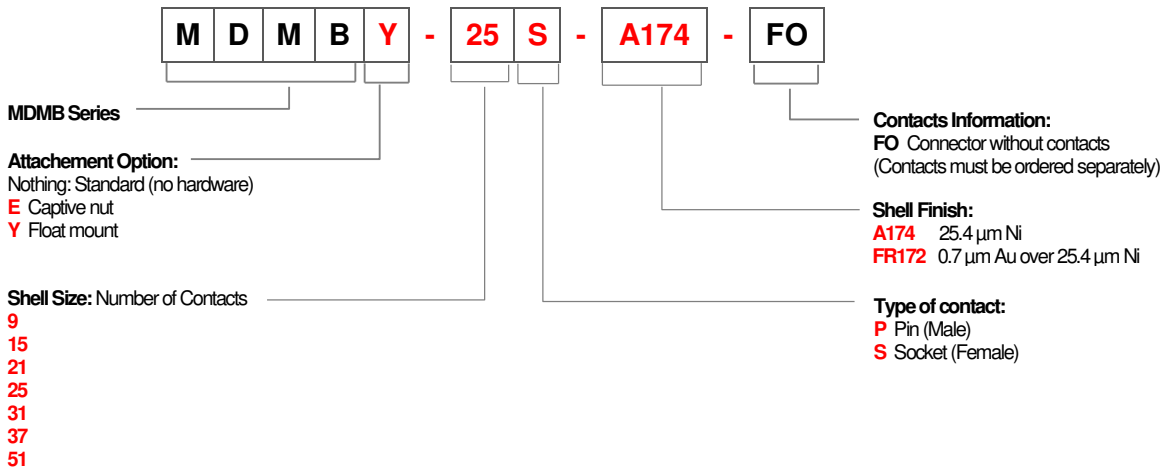 M D M B Y - 25 S - A174 - FO
MDMB Series
Attachement Option:
Nothing: Standard (no hardware)
E Captive nut
Y Float mount
Shell Size: Number of Contacts
9
15
21
25
31
37
51
Contacts Information:
FO Connector without contacts
(Contacts must be ordered separately)
Shell Finish:
A174 25.4 µm Ni
FR172 0.7 µm Au over 25.4 µm Ni
Type of contact:
P Pin (Male)
S Socket (Female)